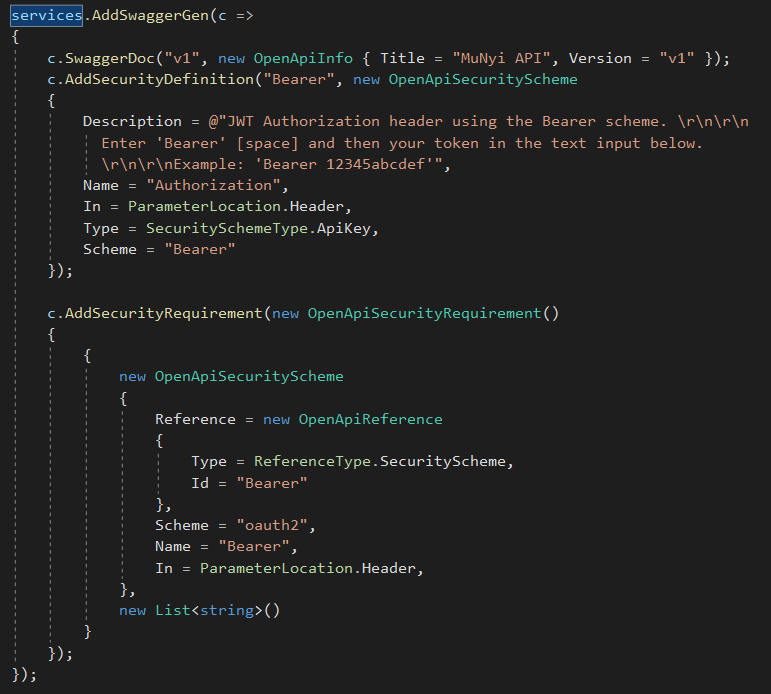 services.AddSwaggerGen(c =>
{
    c.SwaggerDoc("v1", new OpenApiInfo { Title = "MuNyi API", Version = "v1" });
    c.AddSecurityDefinition("Bearer", new OpenApiSecurityScheme
    {
        Description = @"JWT Authorization header using the Bearer scheme. \r\n\r\n
          Enter 'Bearer' [space] and then your token in the text input below.
          \r\n\r\nExample: 'Bearer 12345abcdef'",
        Name = "Authorization",
        In = ParameterLocation.Header,
        Type = SecuritySchemeType.ApiKey,
        Scheme = "Bearer"
    });

    c.AddSecurityRequirement(new OpenApiSecurityRequirement()
    {
        {
            new OpenApiSecurityScheme
            {
                Reference = new OpenApiReference
                {
                    Type = ReferenceType.SecurityScheme,
                    Id = "Bearer"
                },
                Scheme = "oauth2",
                Name = "Bearer",
                In = ParameterLocation.Header,
            },
            new List<string>()
        }
    });
});